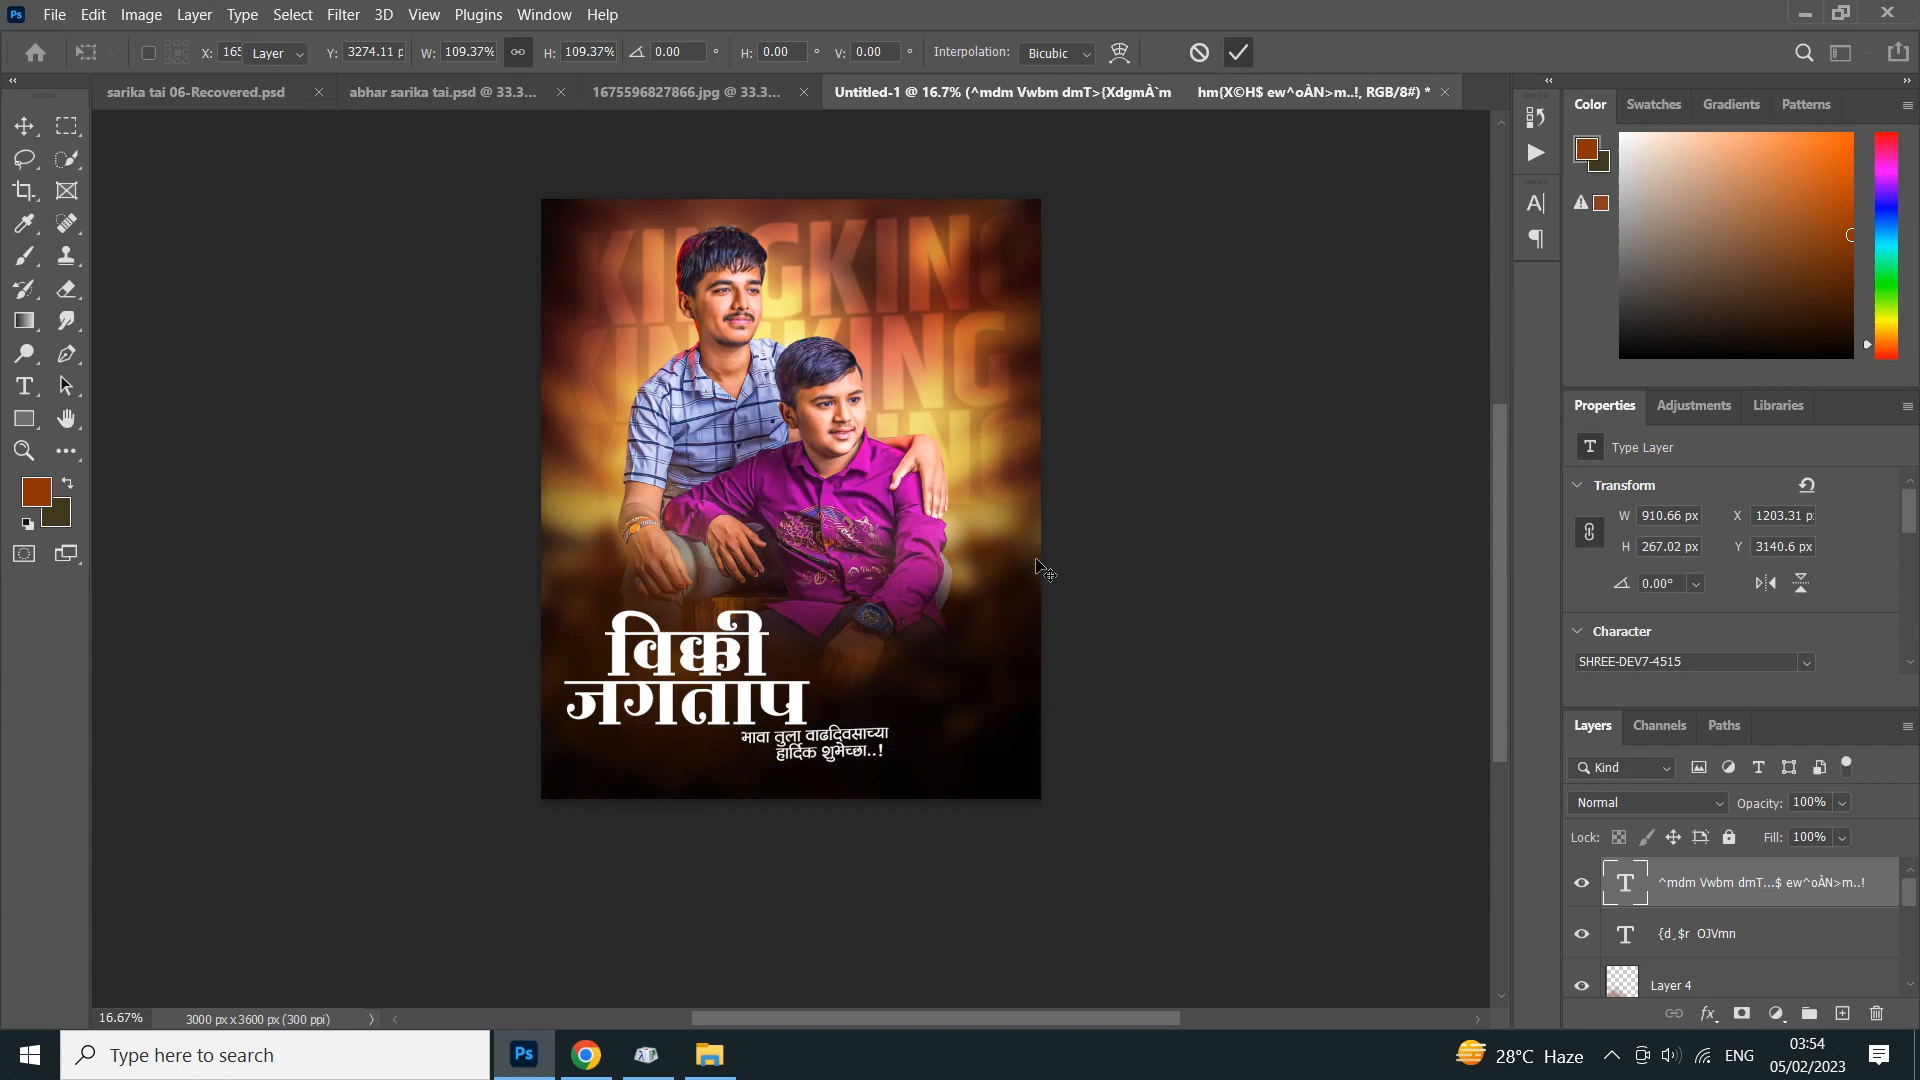 Ps File Edit Image Layer Type Select Filter 3D View Plugins Window Help
X: 165 Layer Y: 3274.11 p W: 109.37% H: 109.37% 0.00 ° H: 0.00 ° V: 0.00 ° Interpolation: Bicubic
sarika tai 06-Recovered.psd × abhar sarika tai.psd @ 33.3... × 1675596827866.jpg @ 33.3... × Untitled-1 @ 16.7% (^mdm Vwbm dmT>{XdgmÀ`m hm{X©H$ ew^oÀN>m..!, RGB/8#) * ×
Color Swatches Gradients Patterns
KINGKING
KINGKING
विक्की
जगताप
भावा तुला वाढदिवसाच्या
हार्दिक शुभेच्छा..!
Properties Adjustments Libraries
T Type Layer
Transform
W 910.66 px X 1203.31 p
H 267.02 px Y 3140.6 px
0.00°
Character
SHREE-DEV7-4515
Layers Channels Paths
Kind
Normal Opacity: 100%
Lock: Fill: 100%
T ^mdm Vwbm dmT...$ ew^oÀN>m..!
T {d¸$r OJVmn
Layer 4
fx
16.67% 3000 px x 3600 px (300 ppi)
Type here to search
Ps
28°C Haze ENG
03:54
05/02/2023